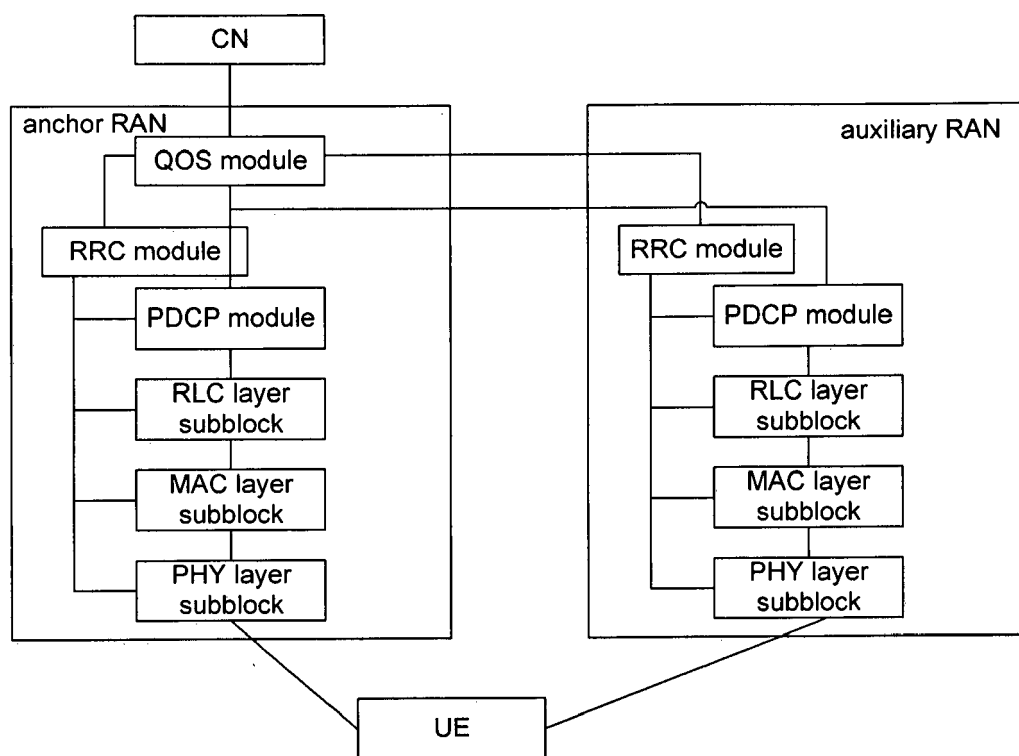 CN
anchor RAN
QOS module
RRC module
PDCP module
RLC layer
subblock
MAC layer
subblock
PHY layer
subblock
auxiliary RAN
RRC module
PDCP module
RLC layer
subblock
MAC layer
subblock
PHY layer
subblock
UE